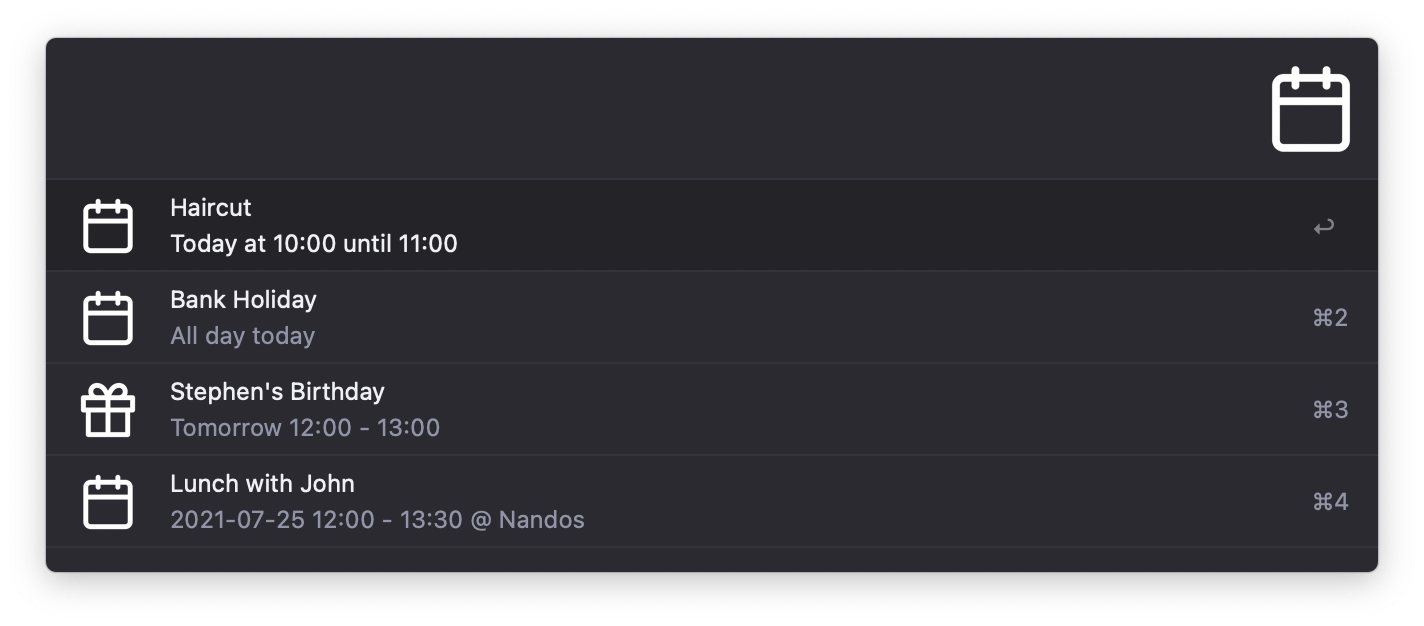 Haircut
Today at 10:00 until 11:00
↩
Bank Holiday
All day today
⌘2
Stephen's Birthday
Tomorrow 12:00 - 13:00
⌘3
Lunch with John
2021-07-25 12:00 - 13:30 @ Nandos
⌘4